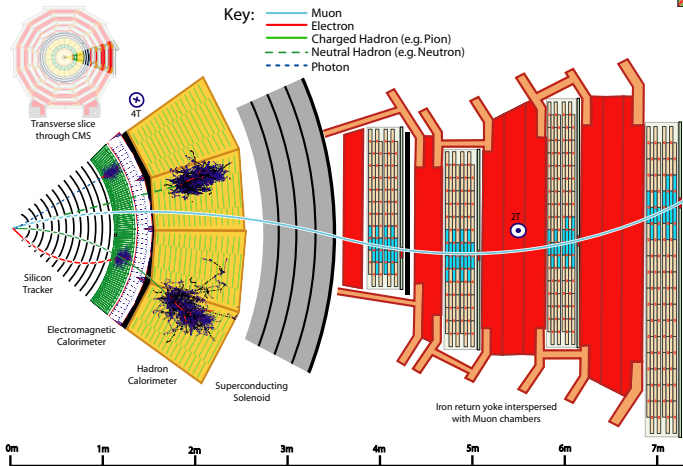 Key:
Muon
Electron
Charged Hadron (e.g. Pion)
Neutral Hadron (e.g. Neutron)
Photon
Transverse slice
through CMS
4T
2T
Silicon
Tracker
Electromagnetic
Calorimeter
Hadron
Calorimeter
Superconducting
Solenoid
Iron return yoke interspersed
with Muon chambers
0m
1m
2m
3m
4m
5m
6m
7m